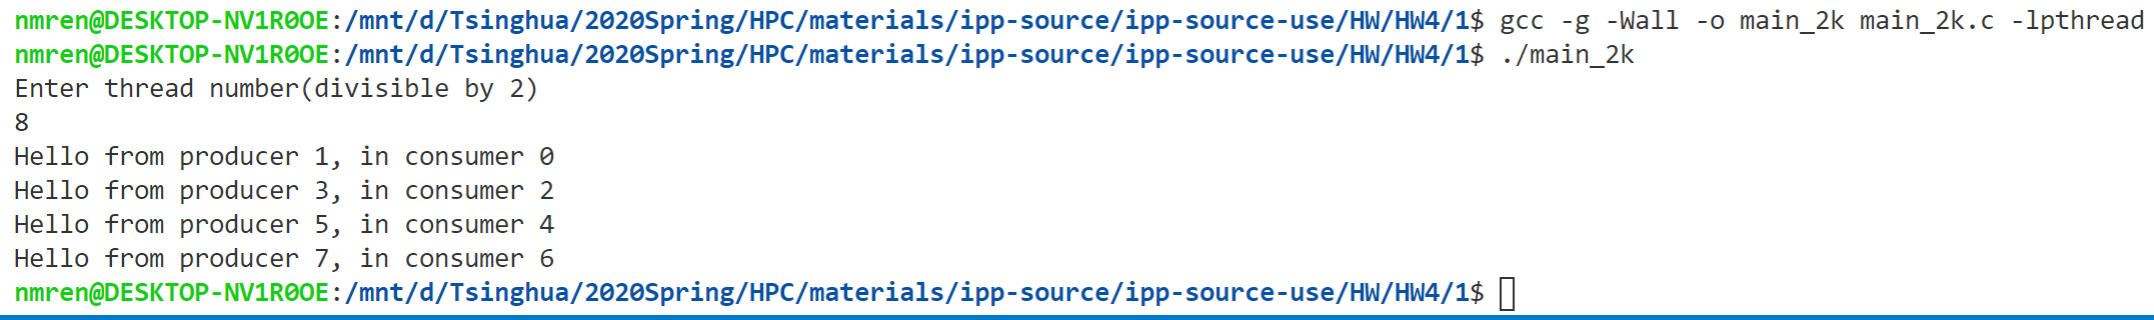 nmren@DESKTOP-NV1R0OE:/mnt/d/Tsinghua/2020Spring/HPC/materials/ipp-source/ipp-source-use/HW/HW4/1$ gcc -g -Wall -o main_2k main_2k.c -lpthread
nmren@DESKTOP-NV1R0OE:/mnt/d/Tsinghua/2020Spring/HPC/materials/ipp-source/ipp-source-use/HW/HW4/1$ ./main_2k
Enter thread number(divisible by 2)
8
Hello from producer 1, in consumer 0
Hello from producer 3, in consumer 2
Hello from producer 5, in consumer 4
Hello from producer 7, in consumer 6
nmren@DESKTOP-NV1R0OE:/mnt/d/Tsinghua/2020Spring/HPC/materials/ipp-source/ipp-source-use/HW/HW4/1$